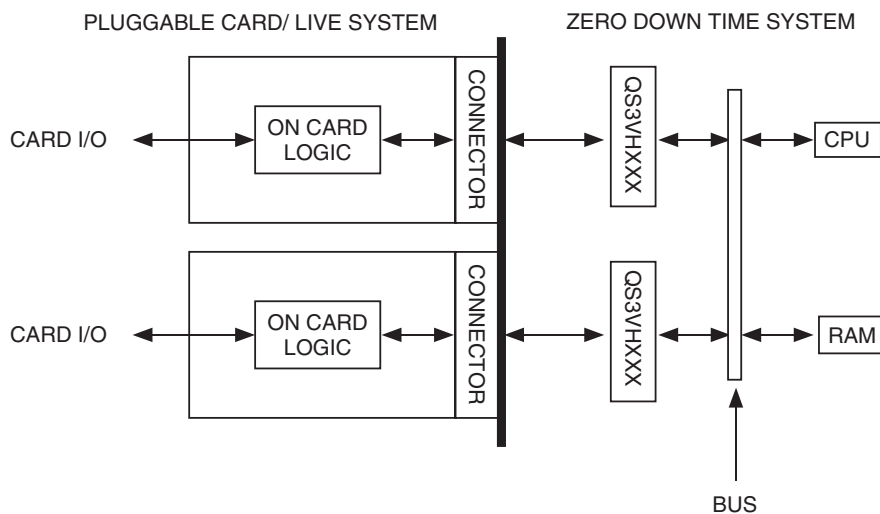 PLUGGABLE CARD/ LIVE SYSTEM
ZERO DOWN TIME SYSTEM
CARD I/O
ON CARD
LOGIC
CONNECTOR
QS3VHXXX
CPU
CARD I/O
ON CARD
LOGIC
CONNECTOR
QS3VHXXX
RAM
BUS